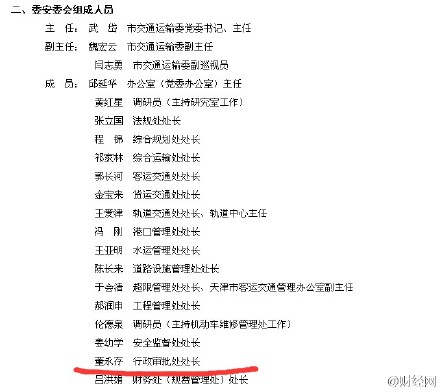 二、委安委会组成人员
主 任: 武 岱 市交通运输委党委书记、主任
副主任: 魏宏云 市交通运输委副主任
闫志勇 市交通运输委副巡视员
成 员: 邱延平 办公室(党委办公室)主任
黄红星 调研员(主持研究室工作)
张立国 法规处处长
程 锦 综合规划处处长
祁家林 综合运输处处长
郭长河 客运交通处处长
金宝来 货运交通处处长
王爱津 轨道交通处处长、轨道中心主任
冯 刚 港口管理处处长
王亚明 水运管理处处长
陈长来 道路设施管理处处长
于会清 超限管理处处长、天津市客运交通管理办公室副主任
郝润申 工程管理处处长
伦德泉 调研员(主持机动车维修管理处工作)
娄幼学 安全监督处处长
董永存 行政审批处处长
吕洪娟 财务处(规费管理处)处长
@财经网